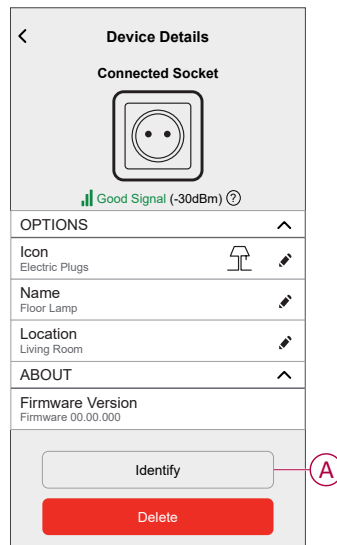 Device Details
Connected Socket
Good Signal (-30dBm) ?
OPTIONS
Icon
Electric Plugs
Name
Floor Lamp
Location
Living Room
ABOUT
Firmware Version
Firmware 00.00.000
Identify
A
Delete